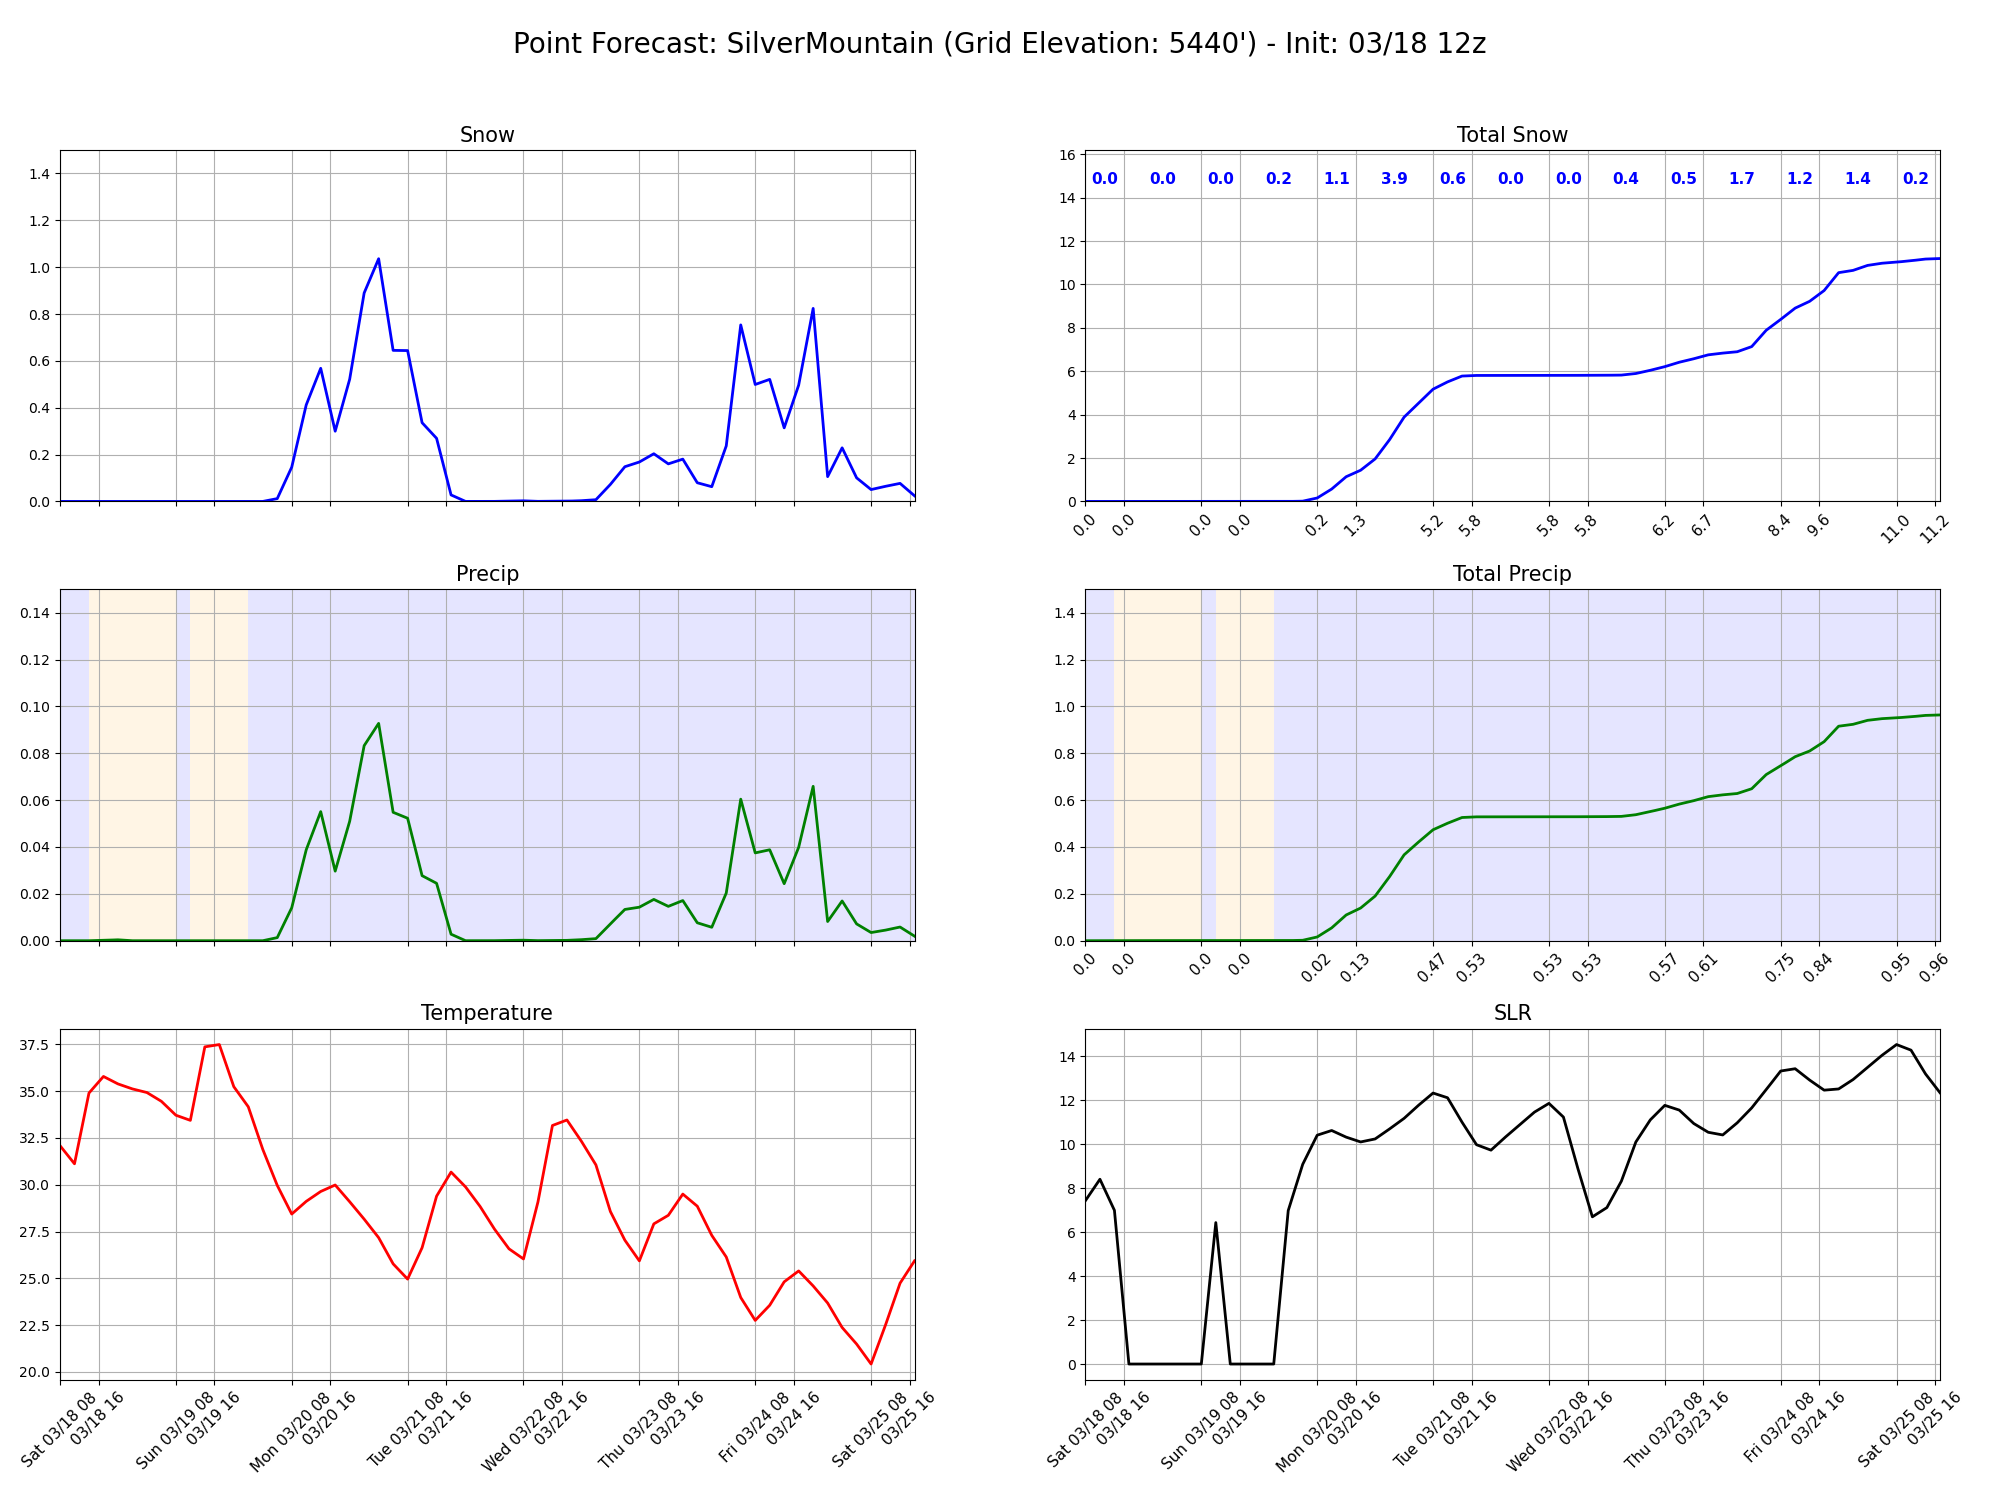 Point Forecast: SilverMountain (Grid Elevation: 5440') - Init: 03/18 12z
Snow
1.4
1.2
1.0
0.8
0.6
0.4
0.2
0.0
Total Snow
16
14
12
10
8
6
4
2
0
0.0 0.0 0.0 0.2 1.1 3.9 0.6 0.0 0.0 0.4 0.5 1.7 1.2 1.4 0.2
0.0 0.0 0.0 0.0 0.2 1.3 5.2 5.8 5.8 5.8 6.2 6.7 8.4 9.6 11.0 11.2
Precip
0.14
0.12
0.10
0.08
0.06
0.04
0.02
0.00
Total Precip
1.4
1.2
1.0
0.8
0.6
0.4
0.2
0.0
0.0 0.0 0.0 0.0 0.02 0.13 0.47 0.53 0.53 0.53 0.57 0.61 0.75 0.84 0.95 0.96
Temperature
37.5
35.0
32.5
30.0
27.5
25.0
22.5
20.0
Sat 03/18 08
03/18 16
Sun 03/19 08
03/19 16
Mon 03/20 08
03/20 16
Tue 03/21 08
03/21 16
Wed 03/22 08
03/22 16
Thu 03/23 08
03/23 16
Fri 03/24 08
03/24 16
Sat 03/25 08
03/25 16
SLR
14
12
10
8
6
4
2
0
Sat 03/18 08
03/18 16
Sun 03/19 08
03/19 16
Mon 03/20 08
03/20 16
Tue 03/21 08
03/21 16
Wed 03/22 08
03/22 16
Thu 03/23 08
03/23 16
Fri 03/24 08
03/24 16
Sat 03/25 08
03/25 16